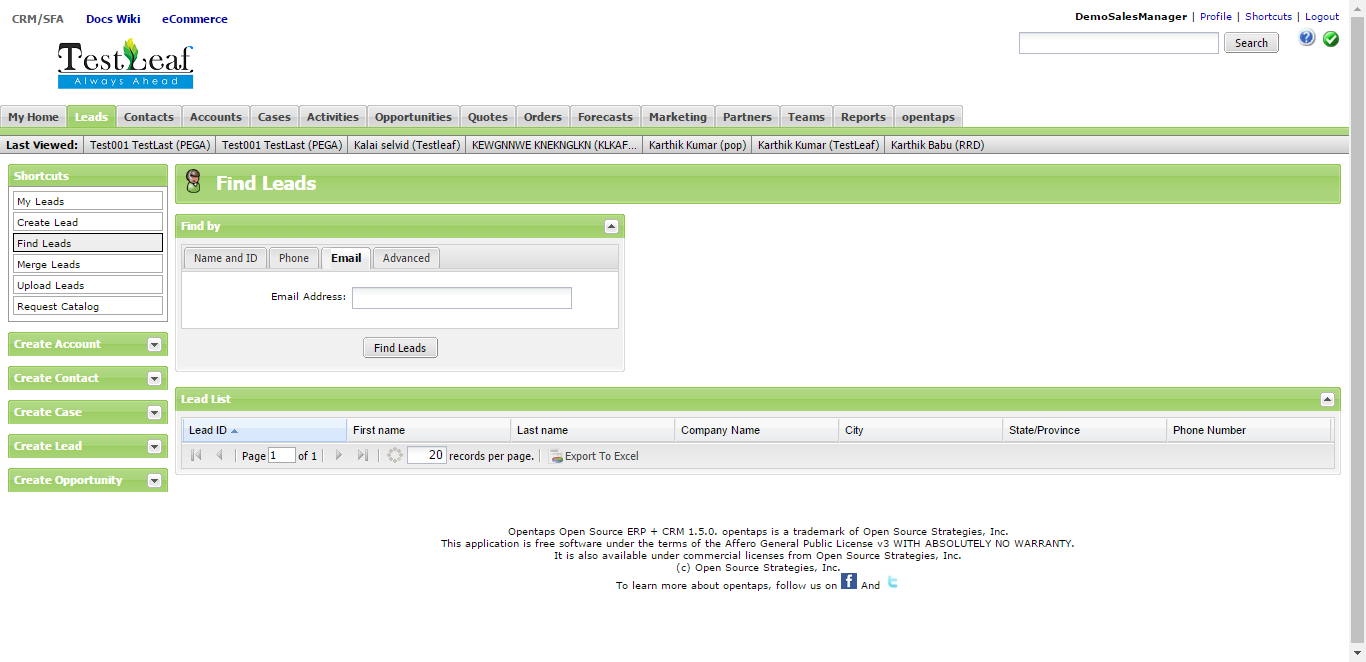 CRM/SFA Docs Wiki eCommerce
DemoSalesManager | Profile | Shortcuts | Logout
TestLeaf
Always Ahead
Search
My Home Leads Contacts Accounts Cases Activities Opportunities Quotes Orders Forecasts Marketing Partners Teams Reports opentaps
Last Viewed: Test001 TestLast (PEGA) Test001 TestLast (PEGA) Kalai selvid (Testleaf) KEWGNNWE KNEKNGLKN (KLKAF... Karthik Kumar (pop) Karthik Kumar (TestLeaf) Karthik Babu (RRD)
Shortcuts
My Leads
Create Lead
Find Leads
Merge Leads
Upload Leads
Request Catalog
Create Account
Create Contact
Create Case
Create Lead
Create Opportunity
Find Leads
Find by
Name and ID Phone Email Advanced
Email Address:
Find Leads
Lead List
Lead ID First name Last name Company Name City State/Province Phone Number
Page 1 of 1 | 20 records per page. | Export To Excel
Opentaps Open Source ERP + CRM 1.5.0. opentaps is a trademark of Open Source Strategies, Inc.
This application is free software under the terms of the Affero General Public License v3 WITH ABSOLUTELY NO WARRANTY.
It is also available under commercial licenses from Open Source Strategies, Inc.
(c) Open Source Strategies, Inc.
To learn more about opentaps, follow us on f And t